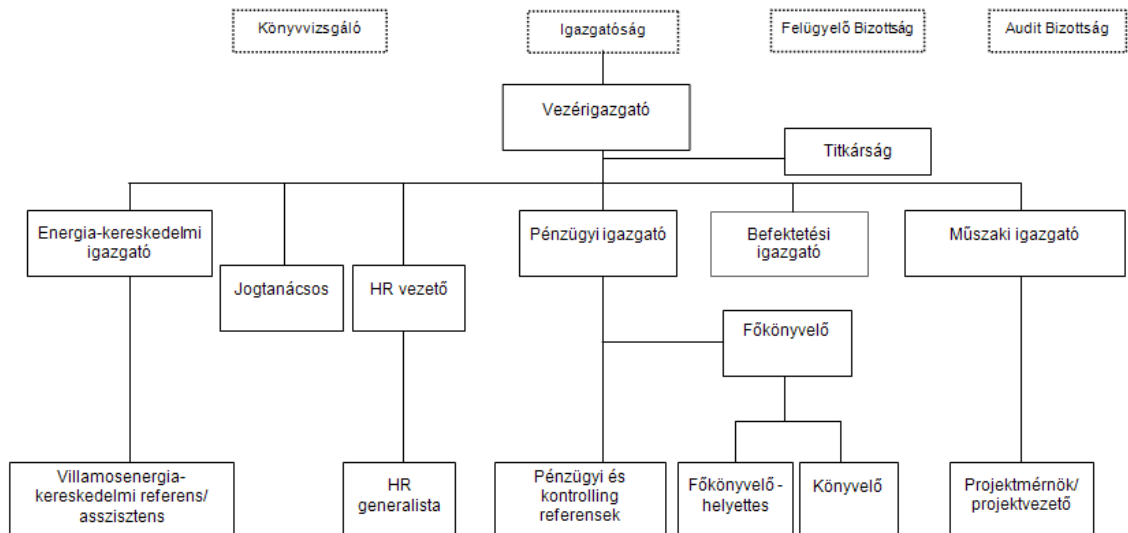 Könyvvizsgáló
Igazgatóság
Felügyelő Bizottság
Audit Bizottság
Vezérigazgató
Titkárság
Energia-kereskedelmi
igazgató
Jogtanácsos
HR vezető
Pénzügyi igazgató
Befektetési
igazgató
Műszaki igazgató
Főkönyvelő
Villamosenergia-
kereskedelmi referens/
asszisztens
HR
generalista
Pénzügyi és
kontrolling
referensek
Főkönyvelő -
helyettes
Könyvelő
Projektmérnök/
projektvezető